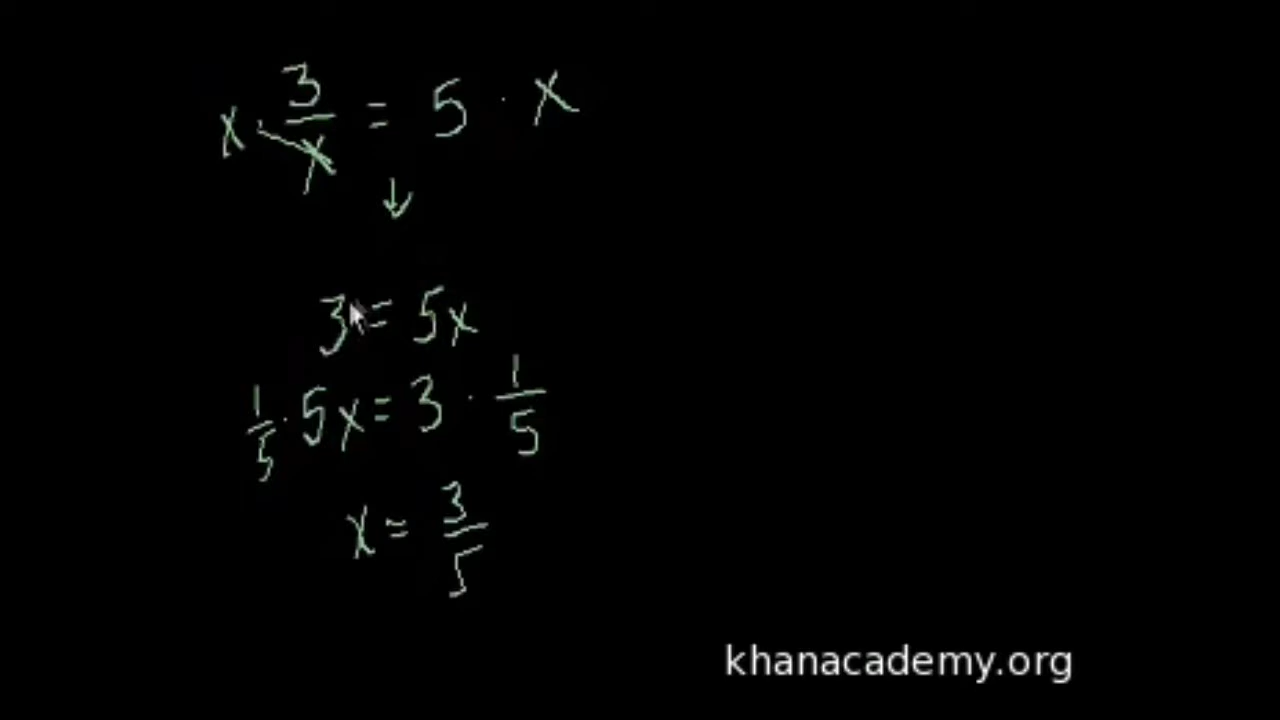 x · 3/x = 5 · x
↓
3 = 5x
1/5 · 5x = 3 · 1/5
x = 3/5
khanacademy.org